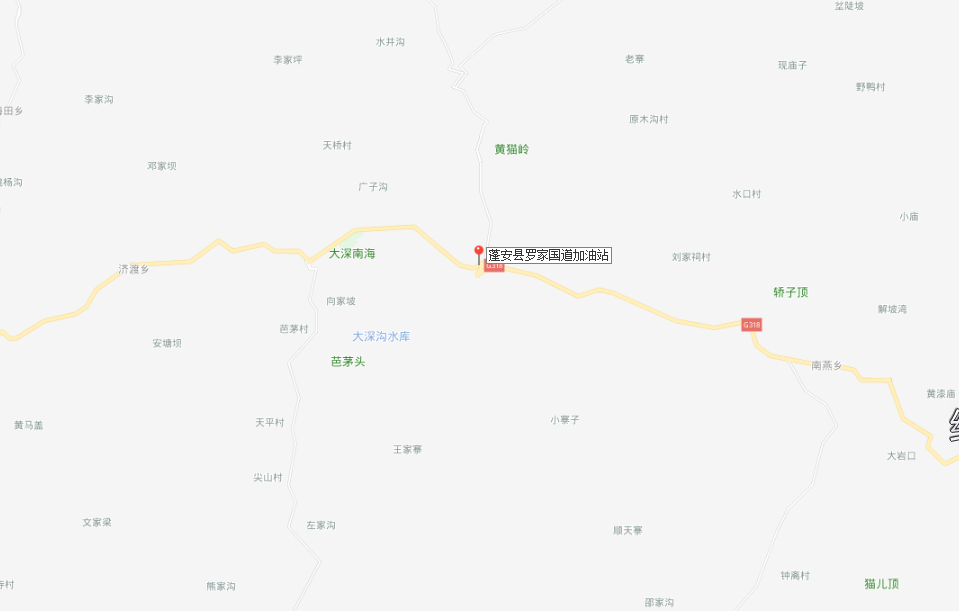 岔陡坡
水井沟
李家坪
老寨
现庙子
野鸭村
李家沟
田乡
原木沟村
天桥村
黄猫岭
邓家坝
杨沟
广子沟
水口村
小庙
大深南海
蓬安县罗家国道加油站
刘家祠村
G318
济渡乡
轿子顶
向家坡
解坡湾
芭茅村
G318
大深沟水库
安塘坝
芭茅头
南燕乡
黄漆庙
天平村
小寨子
黄马盖
王家寨
大岩口
尖山村
文家梁
左家沟
顺天寨
钟离村
猫儿顶
村
熊家沟
邵家沟